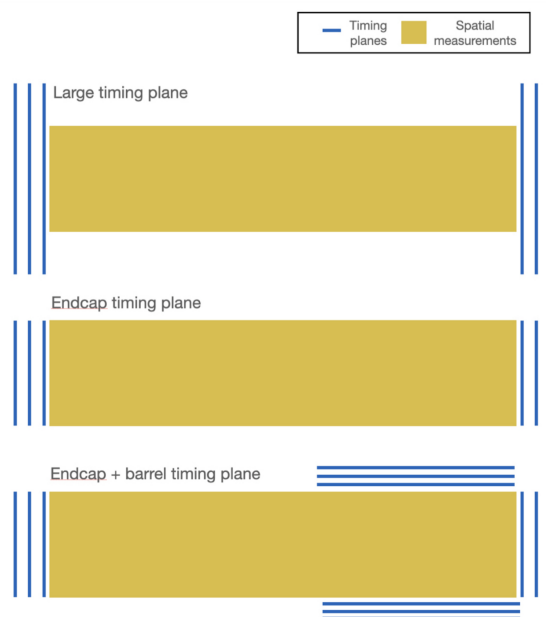 Timing
planes
Spatial
measurements
Large timing plane
Endcap timing plane
Endcap + barrel timing plane